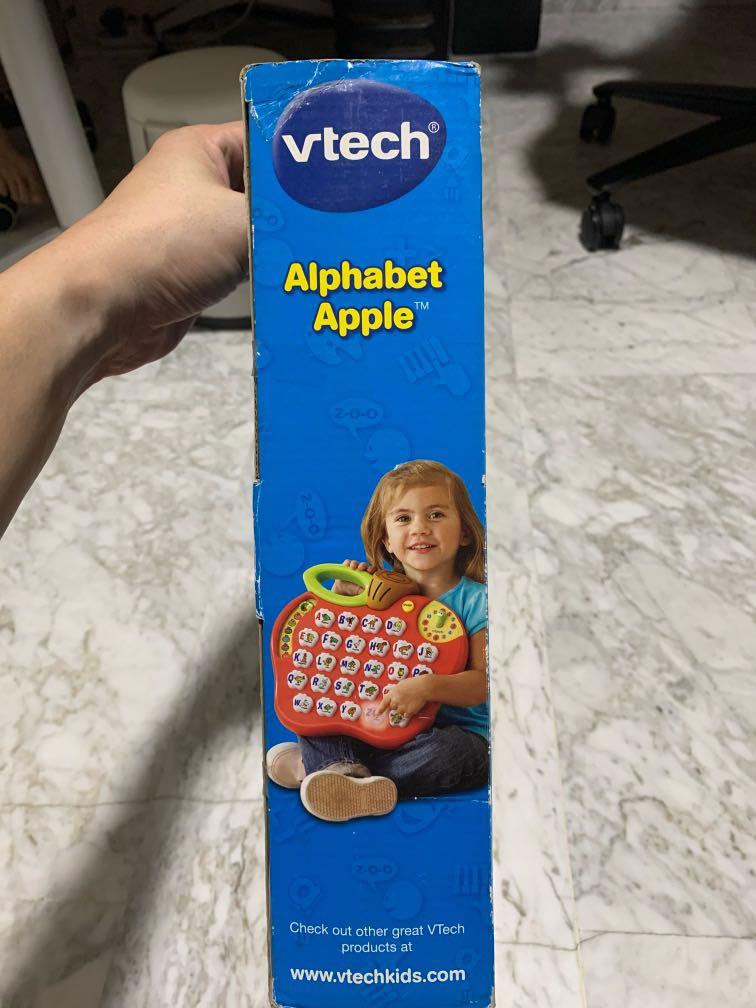 vtech®
Alphabet
Apple™
Z-O-O
Z-O-O
A B C D
E F G H I J
K L M N O P
Q R S T
W X Y Z
Z-O-O
Check out other great VTech
products at
www.vtechkids.com